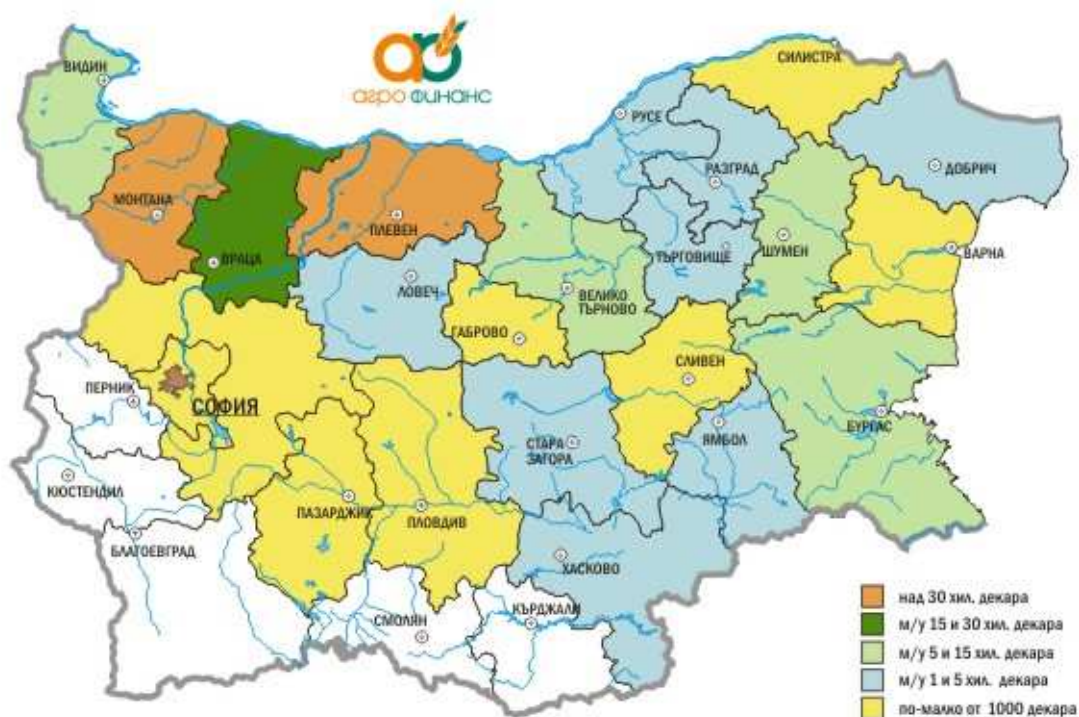 агро финанс
ВИДИН
СИЛИСТРА
РУСЕ
ДОБРИЧ
РАЗГРАД
МОНТАНА
ПЛЕВЕН
ШУМЕН
ВАРНА
ВРАЦА
ТЪРГОВИЩЕ
ЛОВЕЧ
ВЕЛИКО
ТЪРНОВО
ГАБРОВО
СЛИВЕН
ПЕРНИК
СОФИЯ
БУРГАС
СТАРА
ЗАГОРА
ЯМБОЛ
КЮСТЕНДИЛ
ПАЗАРДЖИК
ПЛОВДИВ
БЛАГОЕВГРАД
ХАСКОВО
КЪРДЖАЛИ
СМОЛЯН
над 30 хил. декара
м/у 15 и 30 хил. декара
м/у 5 и 15 хил. декара
м/у 1 и 5 хил. декара
по-малко от 1000 декара